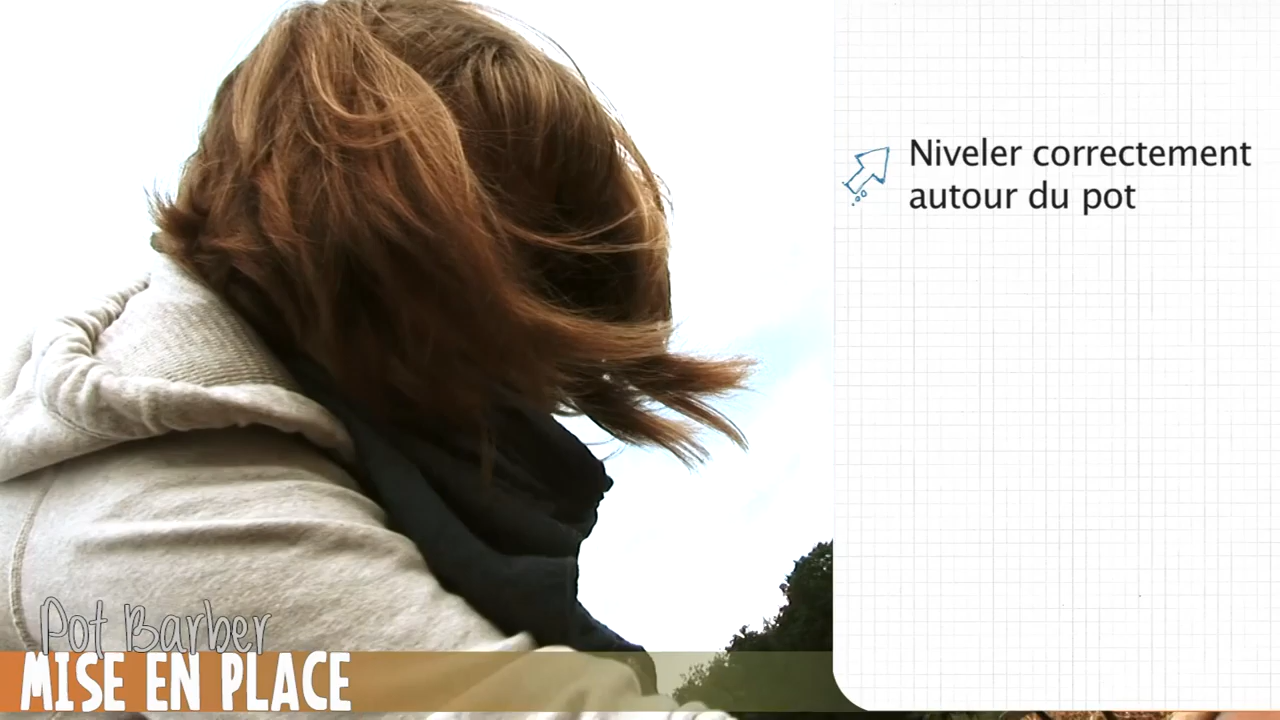 Niveler correctement
autour du pot
Pot Barber
MISE EN PLACE